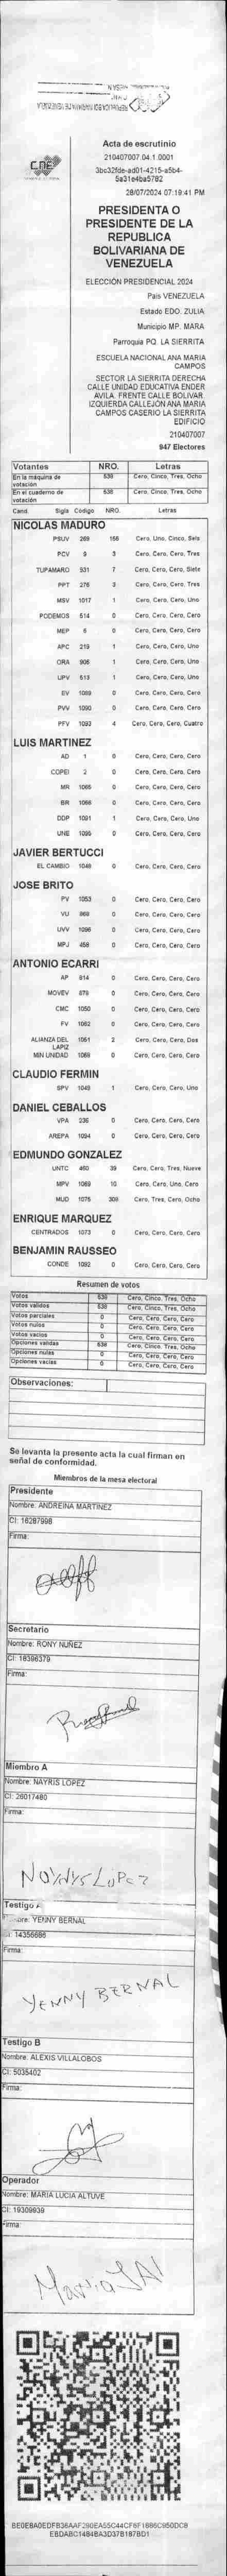 CNE
Acta de escrutinio
210407007.04.1.0001
3bc325de-ad01-4215-a5b4-
5a31e4ba5782
28/07/2024 07:19:41 PM
PRESIDENTA O
PRESIDENTE DE LA
REPUBLICA
BOLIVARIANA DE
VENEZUELA
ELECCIÓN PRESIDENCIAL 2024
País VENEZUELA
Estado EDO. ZULIA
Municipio MP. MARA
Parroquia PQ. LA SIERRITA
ESCUELA NACIONAL ANA MARIA
CAMPOS
SECTOR LA SIERRITA DERECHA
CALLE UNIDAD EDUCATIVA ENDER
AVILA. FRENTE CALLE BOLIVAR.
IZQUIERDA CALLEJÓN ANA MARIA
CAMPOS CASERIO LA SIERRITA
EDIFICIO
210407007
947 Electores
Votantes NRO. Letras
En la máquina de votación 538 Cero, Cinco, Tres, Ocho
En el cuaderno de votación 538 Cero, Cinco, Tres, Ocho
Cand. Sigla Codigo NRO. Letras
NICOLAS MADURO
PSUV 269 156 Cero, Uno, Cinco, Seis
PCV 9 3 Cero, Cero, Cero, Tres
TUPAMARO 931 7 Cero, Cero, Cero, Siete
PPT 276 3 Cero, Cero, Cero, Tres
MSV 1017 1 Cero, Cero, Cero, Uno
PODEMOS 514 0 Cero, Cero, Cero, Cero
MEP 6 0 Cero, Cero, Cero, Cero
APC 219 1 Cero, Cero, Cero, Uno
ORA 906 1 Cero, Cero, Cero, Uno
UPV 513 1 Cero, Cero, Cero, Uno
EV 1089 0 Cero, Cero, Cero, Cero
PVV 1090 0 Cero, Cero, Cero, Cero
PFV 1093 4 Cero, Cero, Cero, Cuatro
LUIS MARTINEZ
AD 1 0 Cero, Cero, Cero, Cero
COPEI 2 0 Cero, Cero, Cero, Cero
MR 1065 0 Cero, Cero, Cero, Cero
BR 1066 0 Cero, Cero, Cero, Cero
DDP 1091 1 Cero, Cero, Cero, Uno
UNE 1095 0 Cero, Cero, Cero, Cero
JAVIER BERTUCCI
EL CAMBIO 1048 0 Cero, Cero, Cero, Cero
JOSE BRITO
PV 1053 0 Cero, Cero, Cero, Cero
VU 868 0 Cero, Cero, Cero, Cero
UVV 1096 0 Cero, Cero, Cero, Cero
MPJ 458 0 Cero, Cero, Cero, Cero
ANTONIO ECARRI
AP 814 0 Cero, Cero, Cero, Cero
MOVEV 878 0 Cero, Cero, Cero, Cero
CMC 1050 0 Cero, Cero, Cero, Cero
FV 1062 0 Cero, Cero, Cero, Cero
ALIANZA DEL LAPIZ 1051 2 Cero, Cero, Cero, Dos
MIN UNIDAD 1069 0 Cero, Cero, Cero, Cero
CLAUDIO FERMIN
SPV 1049 1 Cero, Cero, Cero, Uno
DANIEL CEBALLOS
VPA 236 0 Cero, Cero, Cero, Cero
AREPA 1094 0 Cero, Cero, Cero, Cero
EDMUNDO GONZALEZ
UNTC 460 39 Cero, Cero, Tres, Nueve
MPV 1069 10 Cero, Cero, Uno, Cero
MUD 1075 308 Cero, Tres, Cero, Ocho
ENRIQUE MARQUEZ
CENTRADOS 1073 0 Cero, Cero, Cero, Cero
BENJAMIN RAUSSEO
CONDE 1092 0 Cero, Cero, Cero, Cero
Resumen de votos
Votos 538 Cero, Cinco, Tres, Ocho
Votos validos 538 Cero, Cinco, Tres, Ocho
Votos parciales 0 Cero, Cero, Cero, Cero
Votos nulos 0 Cero, Cero, Cero, Cero
Votos vacios 0 Cero, Cero, Cero, Cero
Opciones validas 538 Cero, Cinco, Tres, Ocho
Opciones nulas 0 Cero, Cero, Cero, Cero
Opciones vacias 0 Cero, Cero, Cero, Cero
Observaciones:
Se levanta la presente acta la cual firman en
señal de conformidad.
Miembros de la mesa electoral
Presidente
Nombre: ANDREINA MARTINEZ
CI: 16287998
Firma:
Secretario
Nombre: RONY NUÑEZ
CI: 18396379
Firma:
Miembro A
Nombre: NAYRIS LOPEZ
CI: 26017480
Firma:
Nayris Lopez
Testigo A
YENNY BERNAL
14356686
Firma:
YENNY BERNAL
Testigo B
Nombre: ALEXIS VILLALOBOS
CI: 5035402
Firma:
Operador
Nombre: MARIA LUCIA ALTUVE
CI: 19309939
Firma:
Maria JAl
BE0E8A0EDFB36AAF290EA55C44CF6F1886C950DC8
EBDABC1484BA3D37B187BD1